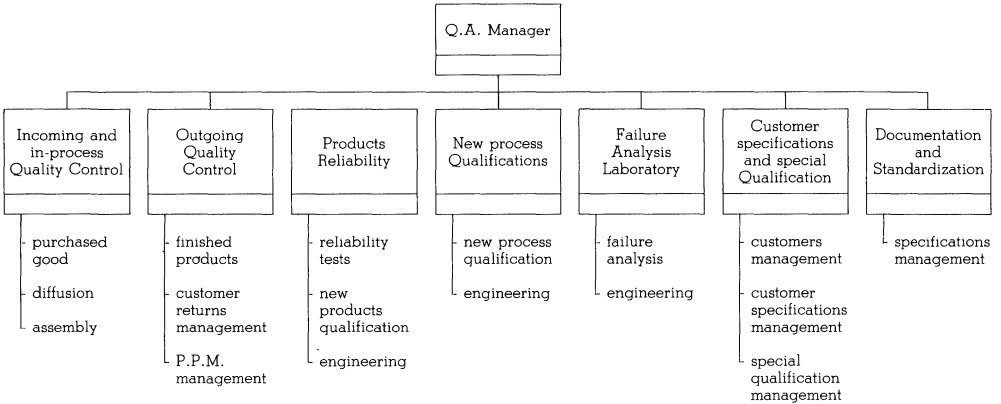 Q.A. Manager
Incoming and
in-process
Quality Control
Outgoing
Quality
Control
Products
Reliability
New process
Qualifications
Failure
Analysis
Laboratory
Customer
specifications
and special
Qualification
Documentation
and
Standardization
purchased
good
diffusion
assembly
finished
products
customer
returns
management
P.P.M.
management
reliability
tests
new
products
qualification
engineering
new process
qualification
engineering
failure
analysis
engineering
customers
management
customer
specifications
management
special
qualification
management
specifications
management